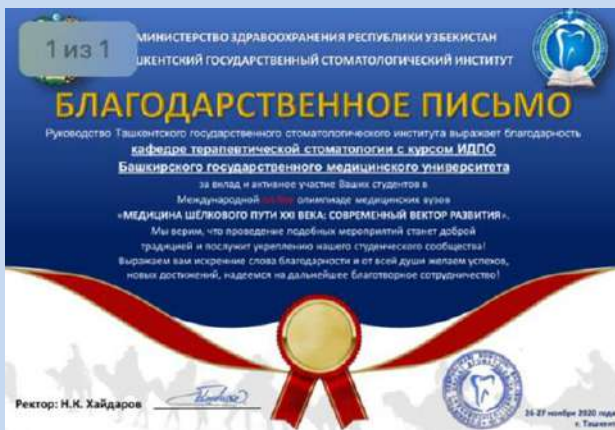 1 из 1
МИНИСТЕРСТВО ЗДРАВООХРАНЕНИЯ РЕСПУБЛИКИ УЗБЕКИСТАН
ТАШКЕНТСКИЙ ГОСУДАРСТВЕННЫЙ СТОМАТОЛОГИЧЕСКИЙ ИНСТИТУТ
БЛАГОДАРСТВЕННОЕ ПИСЬМО
Руководство Ташкентского государственного стоматологического института выражает благодарность
кафедре терапевтической стоматологии с курсом ИДПО
Башкирского государственного медицинского университета
за вклад и активное участие Ваших студентов в
Международной on-line олимпиаде медицинских вузов
«МЕДИЦИНА ШЁЛКОВОГО ПУТИ XXI ВЕКА: СОВРЕМЕННЫЙ ВЕКТОР РАЗВИТИЯ».
Мы верим, что проведение подобных мероприятий станет доброй
традицией и послужит укреплению нашего студенческого сообщества!
Выражаем вам искренние слова благодарности и от всей души желаем успехов,
новых достижений, надеемся на дальнейшее благотворное сотрудничество!
Ректор: Н.К. Хайдаров
26-27 ноября 2020 года
г. Ташкент